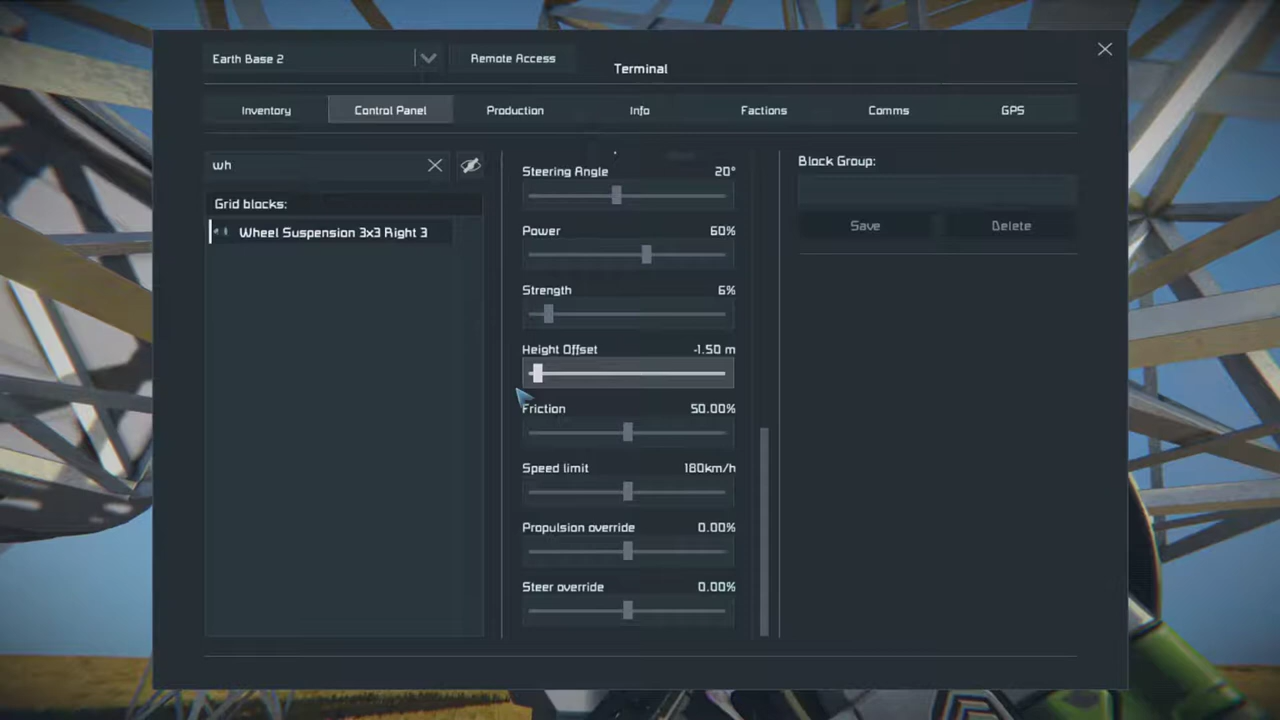 Earth Base 2
Remote Access
Terminal
Inventory
Control Panel
Production
Info
Factions
Comms
GPS
wh
Grid blocks:
Wheel Suspension 3x3 Right 3
Steering Angle 20°
Power 60%
Strength 6%
Height Offset -1.50 m
Friction 50.00%
Speed limit 180km/h
Propulsion override 0.00%
Steer override 0.00%
Block Group:
Save
Delete